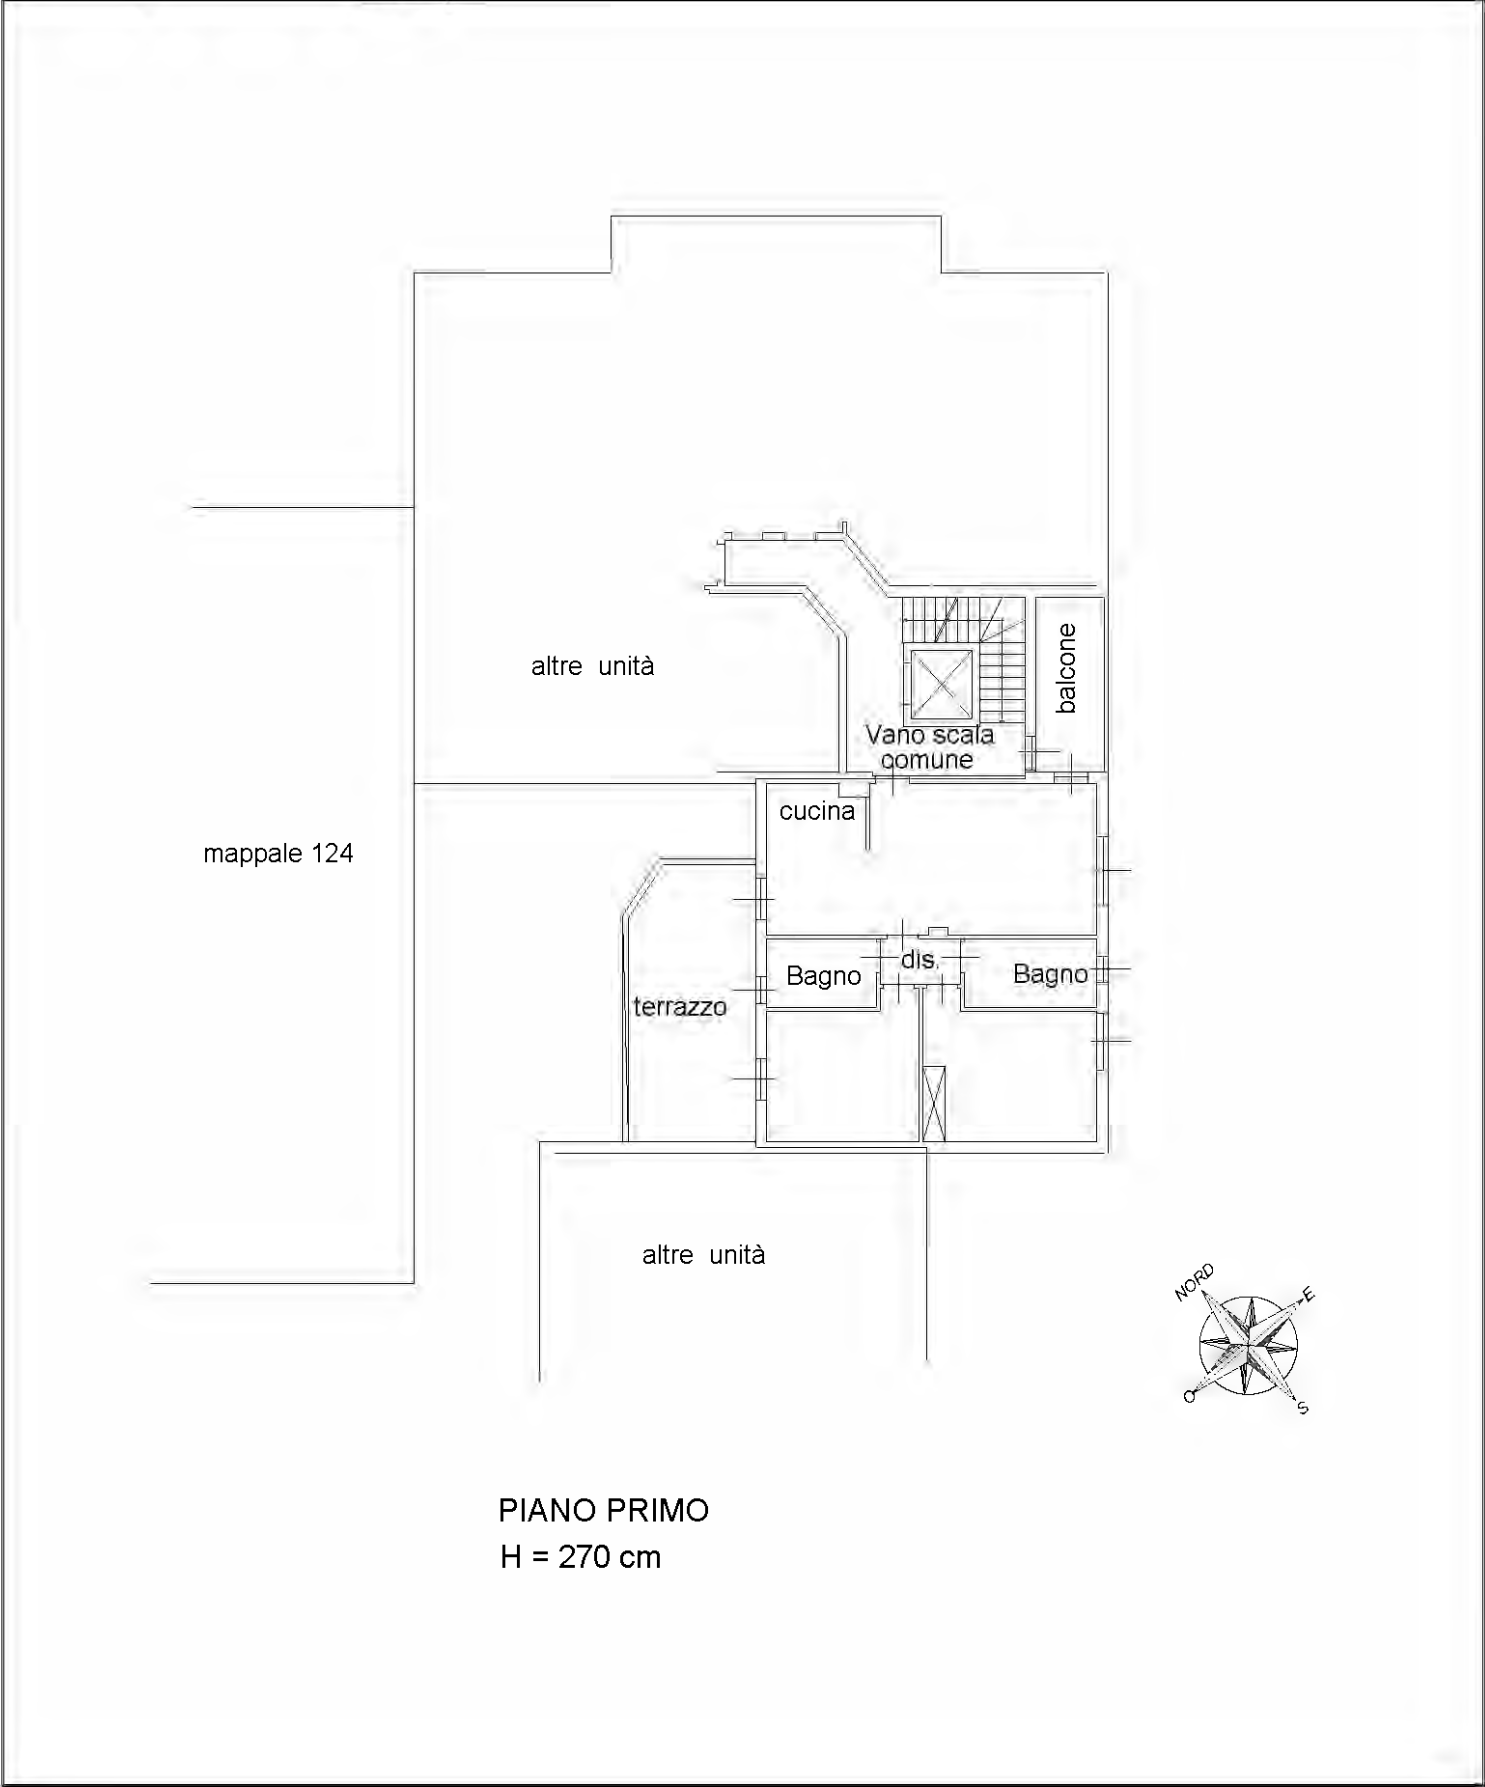 altre unità
balcone
Vano scala
comune
cucina
mappale 124
dis.
Bagno
Bagno
terrazzo
altre unità
NORD
E
O
S
PIANO PRIMO
H = 270 cm